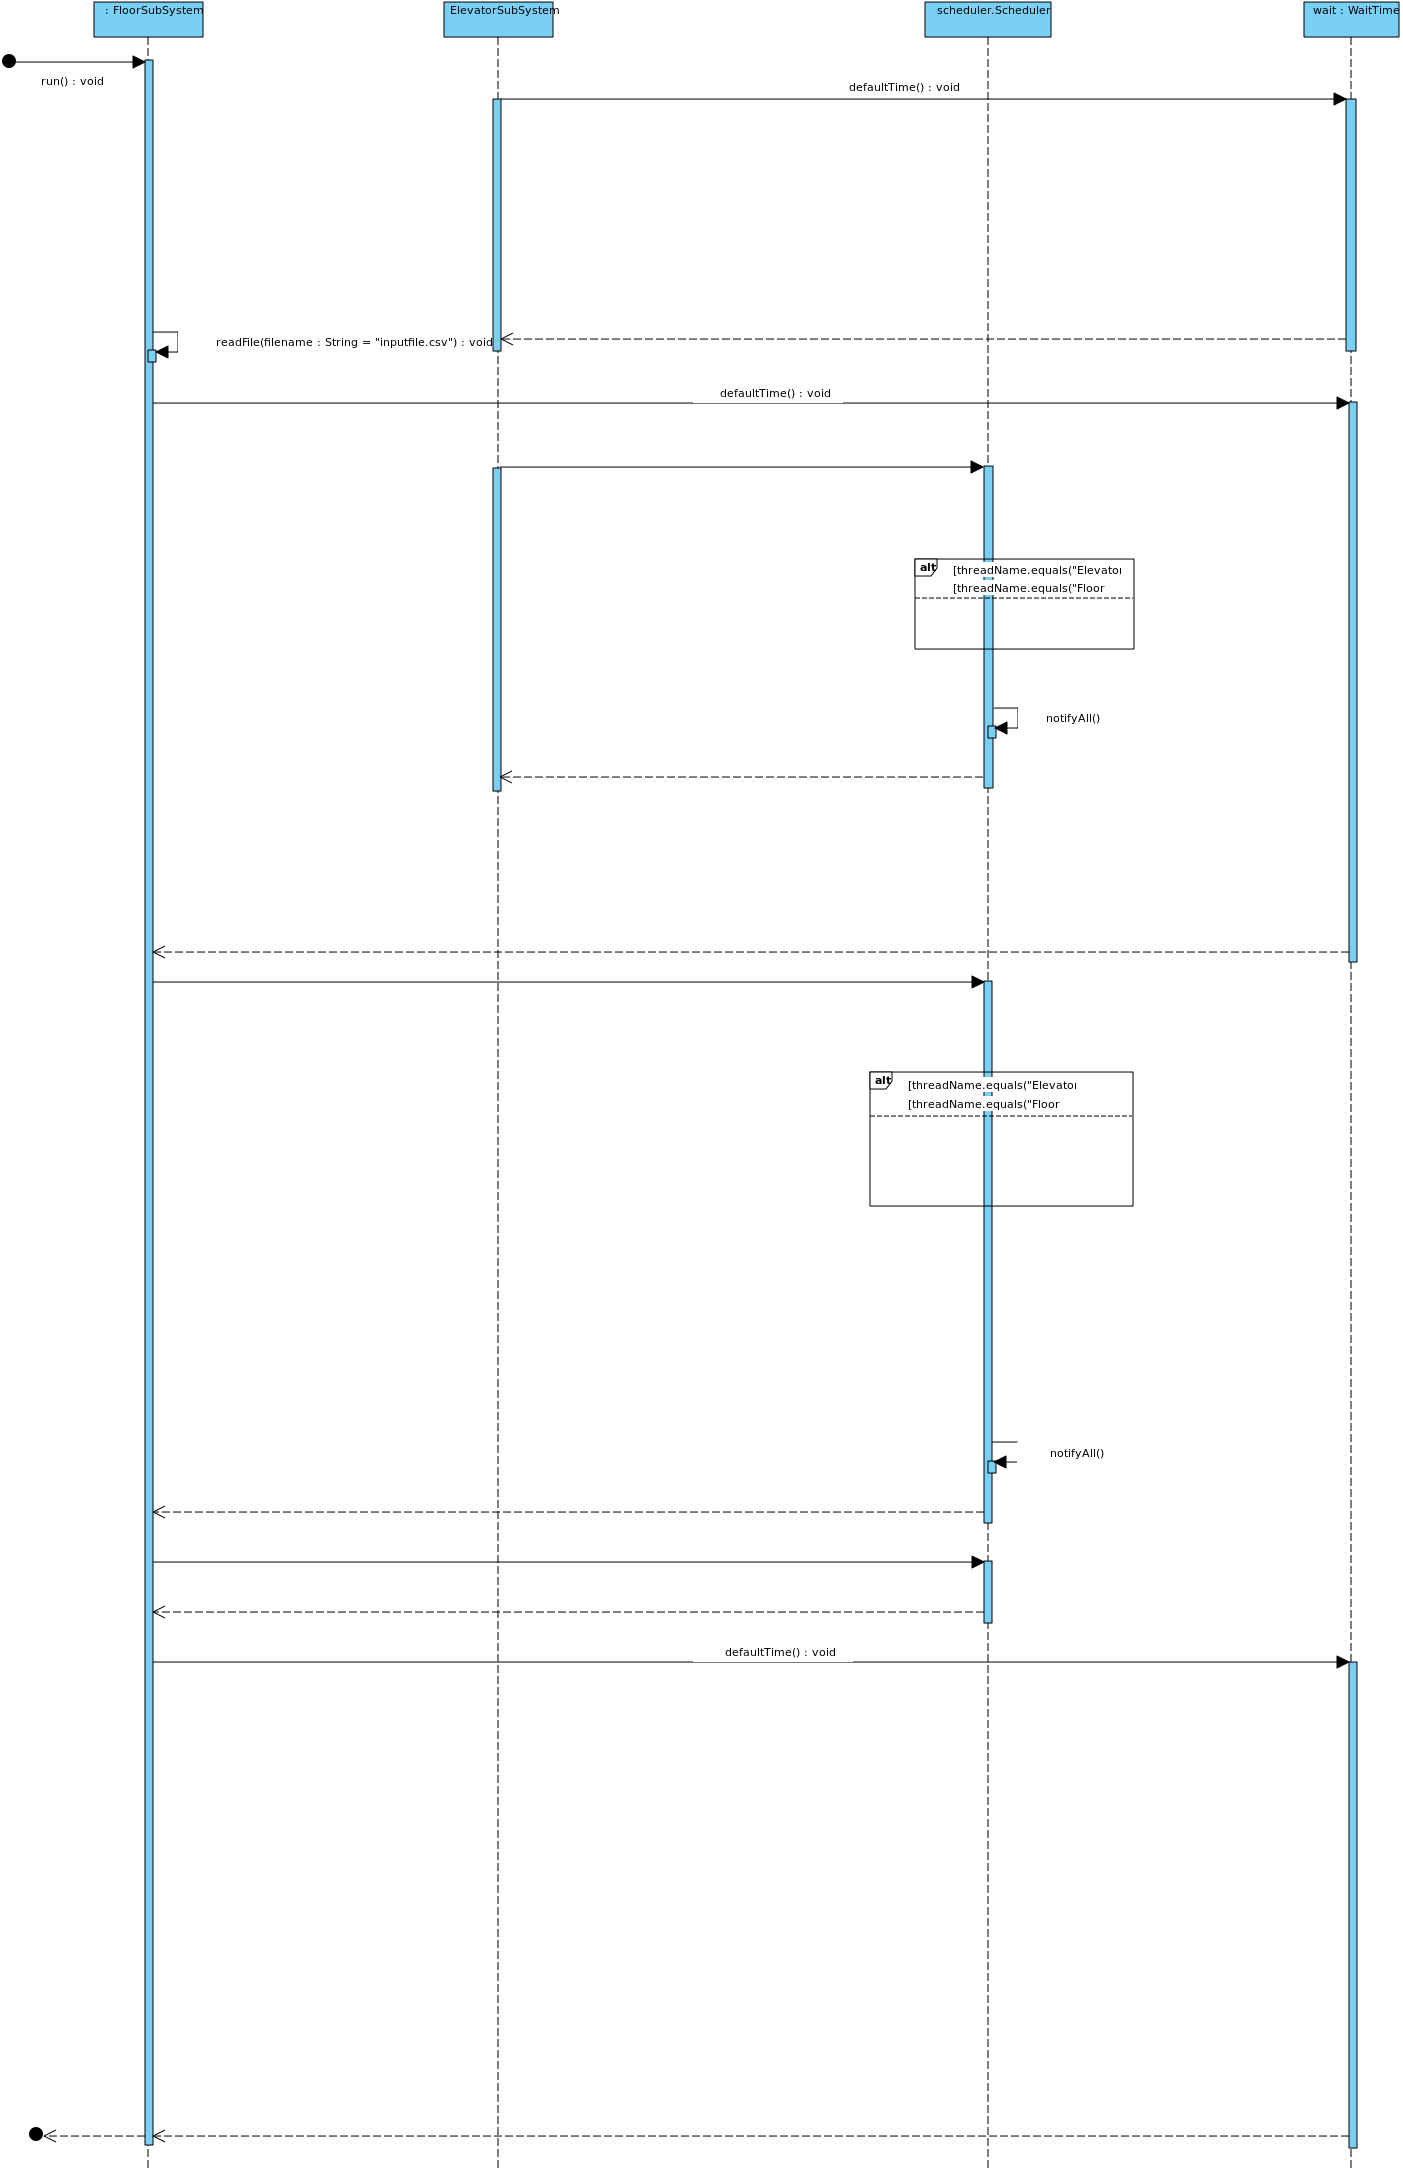 : FloorSubSystem
ElevatorSubSystem
scheduler.Scheduler
wait : WaitTime
run() : void
defaultTime() : void
readFile(filename : String = "inputfile.csv") : void
defaultTime() : void
alt
[threadName.equals("Elevator
[threadName.equals("Floor
notifyAll()
alt
[threadName.equals("Elevator
[threadName.equals("Floor
notifyAll()
defaultTime() : void